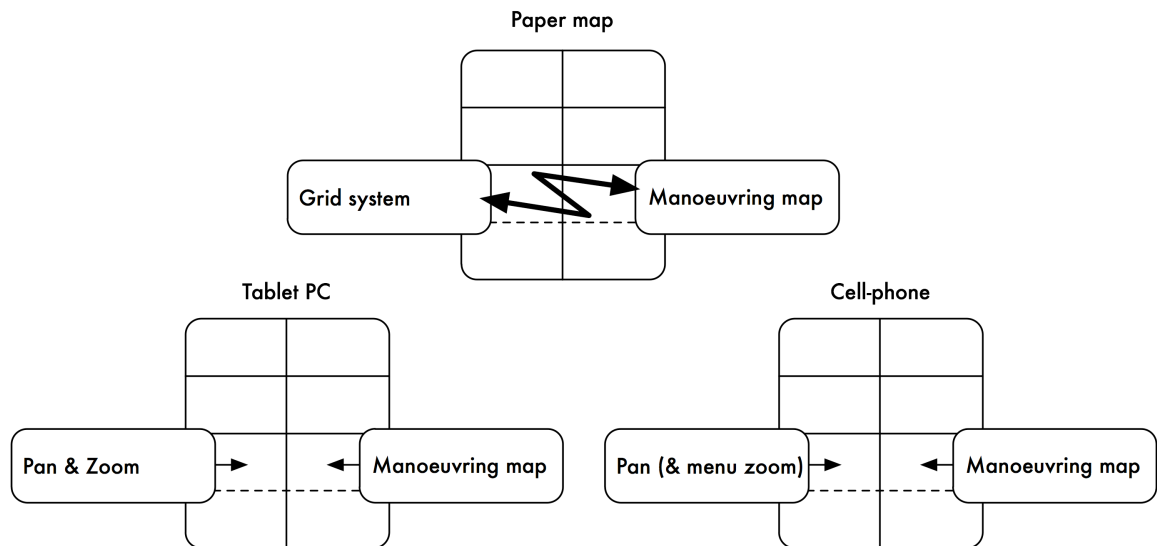 Paper map
Grid system
Manoeuvring map
Tablet PC
Cell-phone
Pan & Zoom
Manoeuvring map
Pan (& menu zoom)
Manoeuvring map